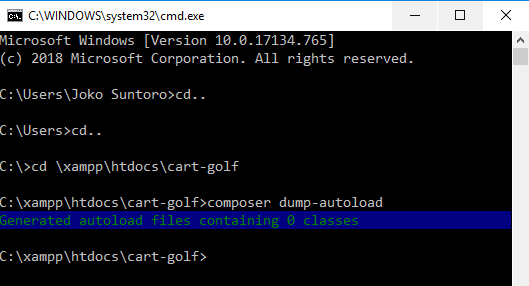 C:\WINDOWS\system32\cmd.exe
Microsoft Windows [Version 10.0.17134.765]
(c) 2018 Microsoft Corporation. All rights reserved.
C:\Users\Joko Suntoro>cd..
C:\Users>cd..
C:\>cd \xampp\htdocs\cart-golf
C:\xampp\htdocs\cart-golf>composer dump-autoload
Generated autoload files containing 0 classes
C:\xampp\htdocs\cart-golf>